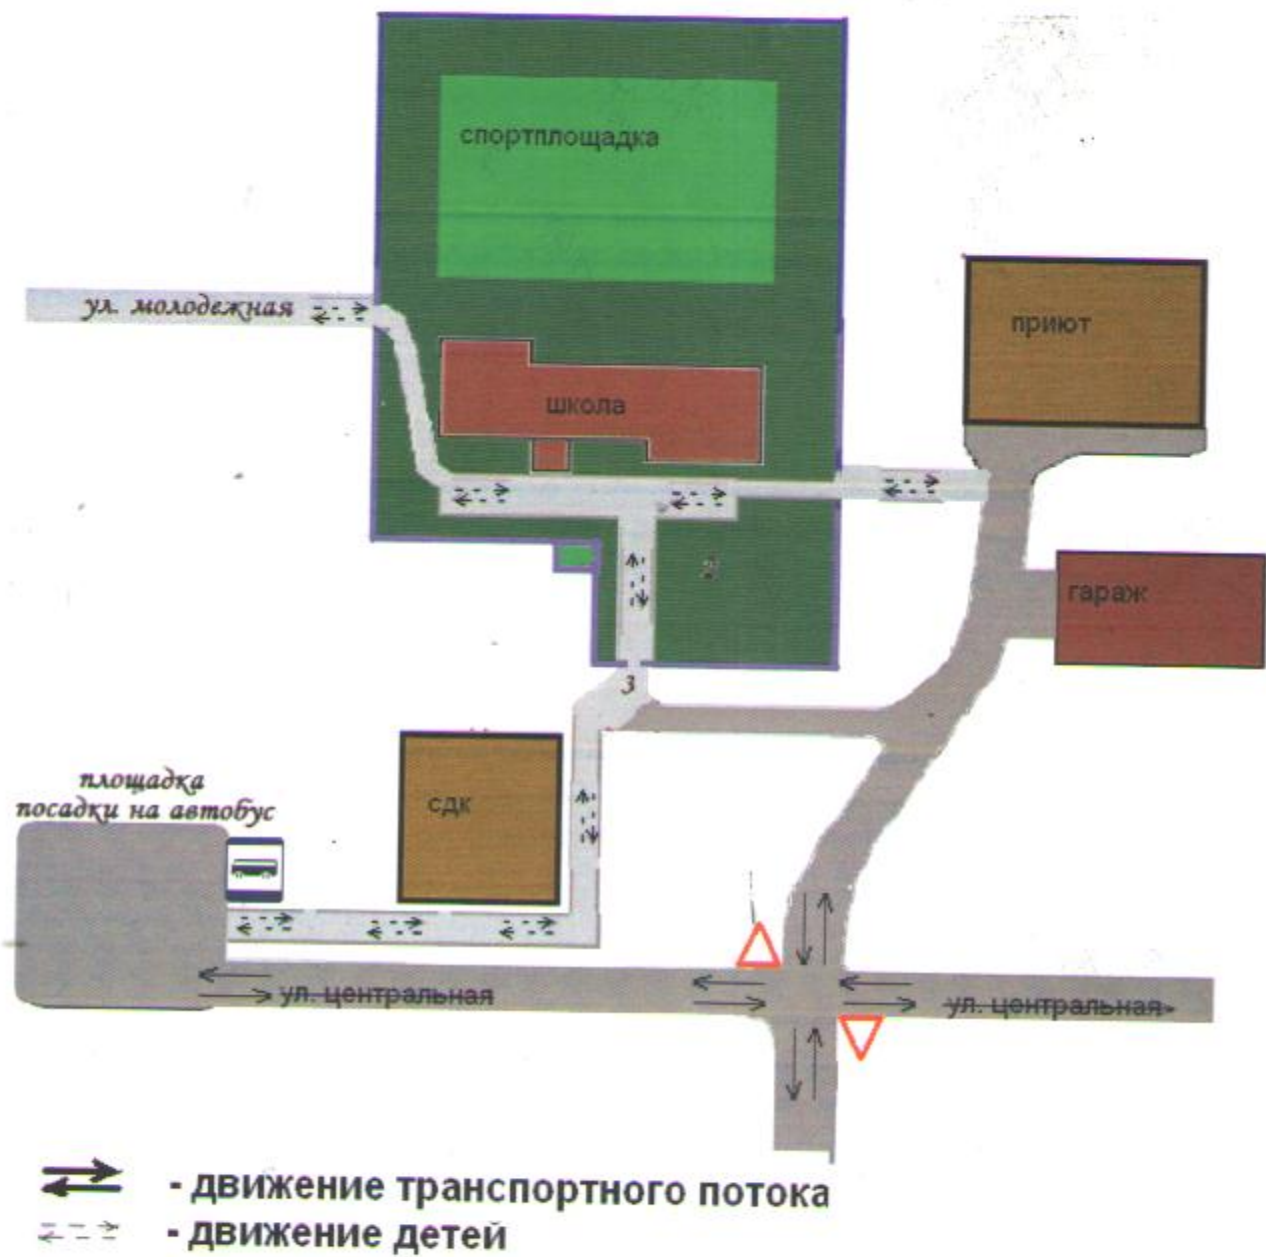 спортплощадка
ул. молодежная
приют
школа
гараж
3
площадка
посадки на автобус
сдк
ул. центральная
ул. центральная
- движение транспортного потока
- движение детей